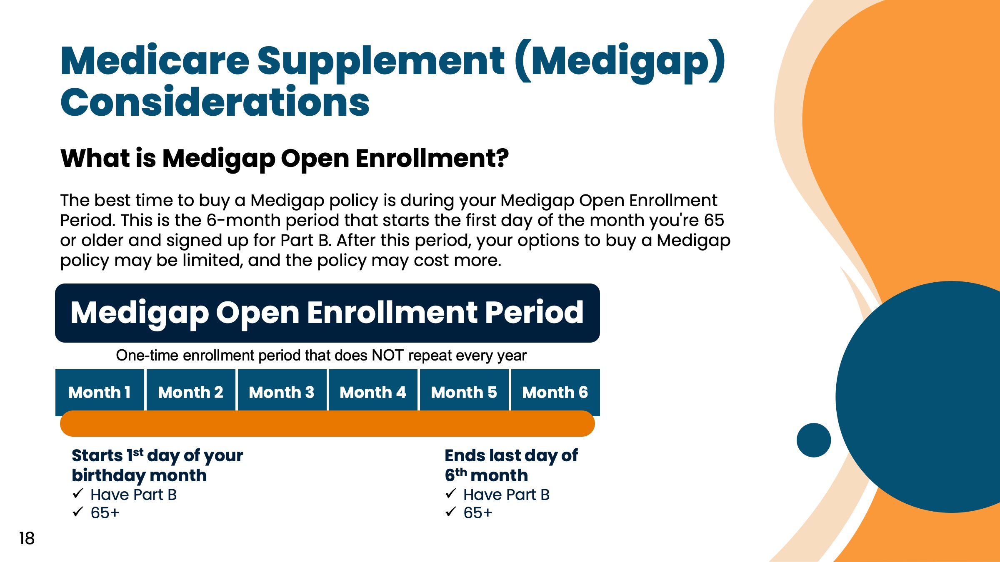 Medicare Supplement (Medigap)
Considerations
What is Medigap Open Enrollment?
The best time to buy a Medigap policy is during your Medigap Open Enrollment
Period. This is the 6-month period that starts the first day of the month you're 65
or older and signed up for Part B. After this period, your options to buy a Medigap
policy may be limited, and the policy may cost more.
Medigap Open Enrollment Period
One-time enrollment period that does NOT repeat every year
Month 1 Month 2 Month 3 Month 4 Month 5 Month 6
Starts 1st day of your
birthday month
✓ Have Part B
✓ 65+
Ends last day of
6th month
✓ Have Part B
✓ 65+
18